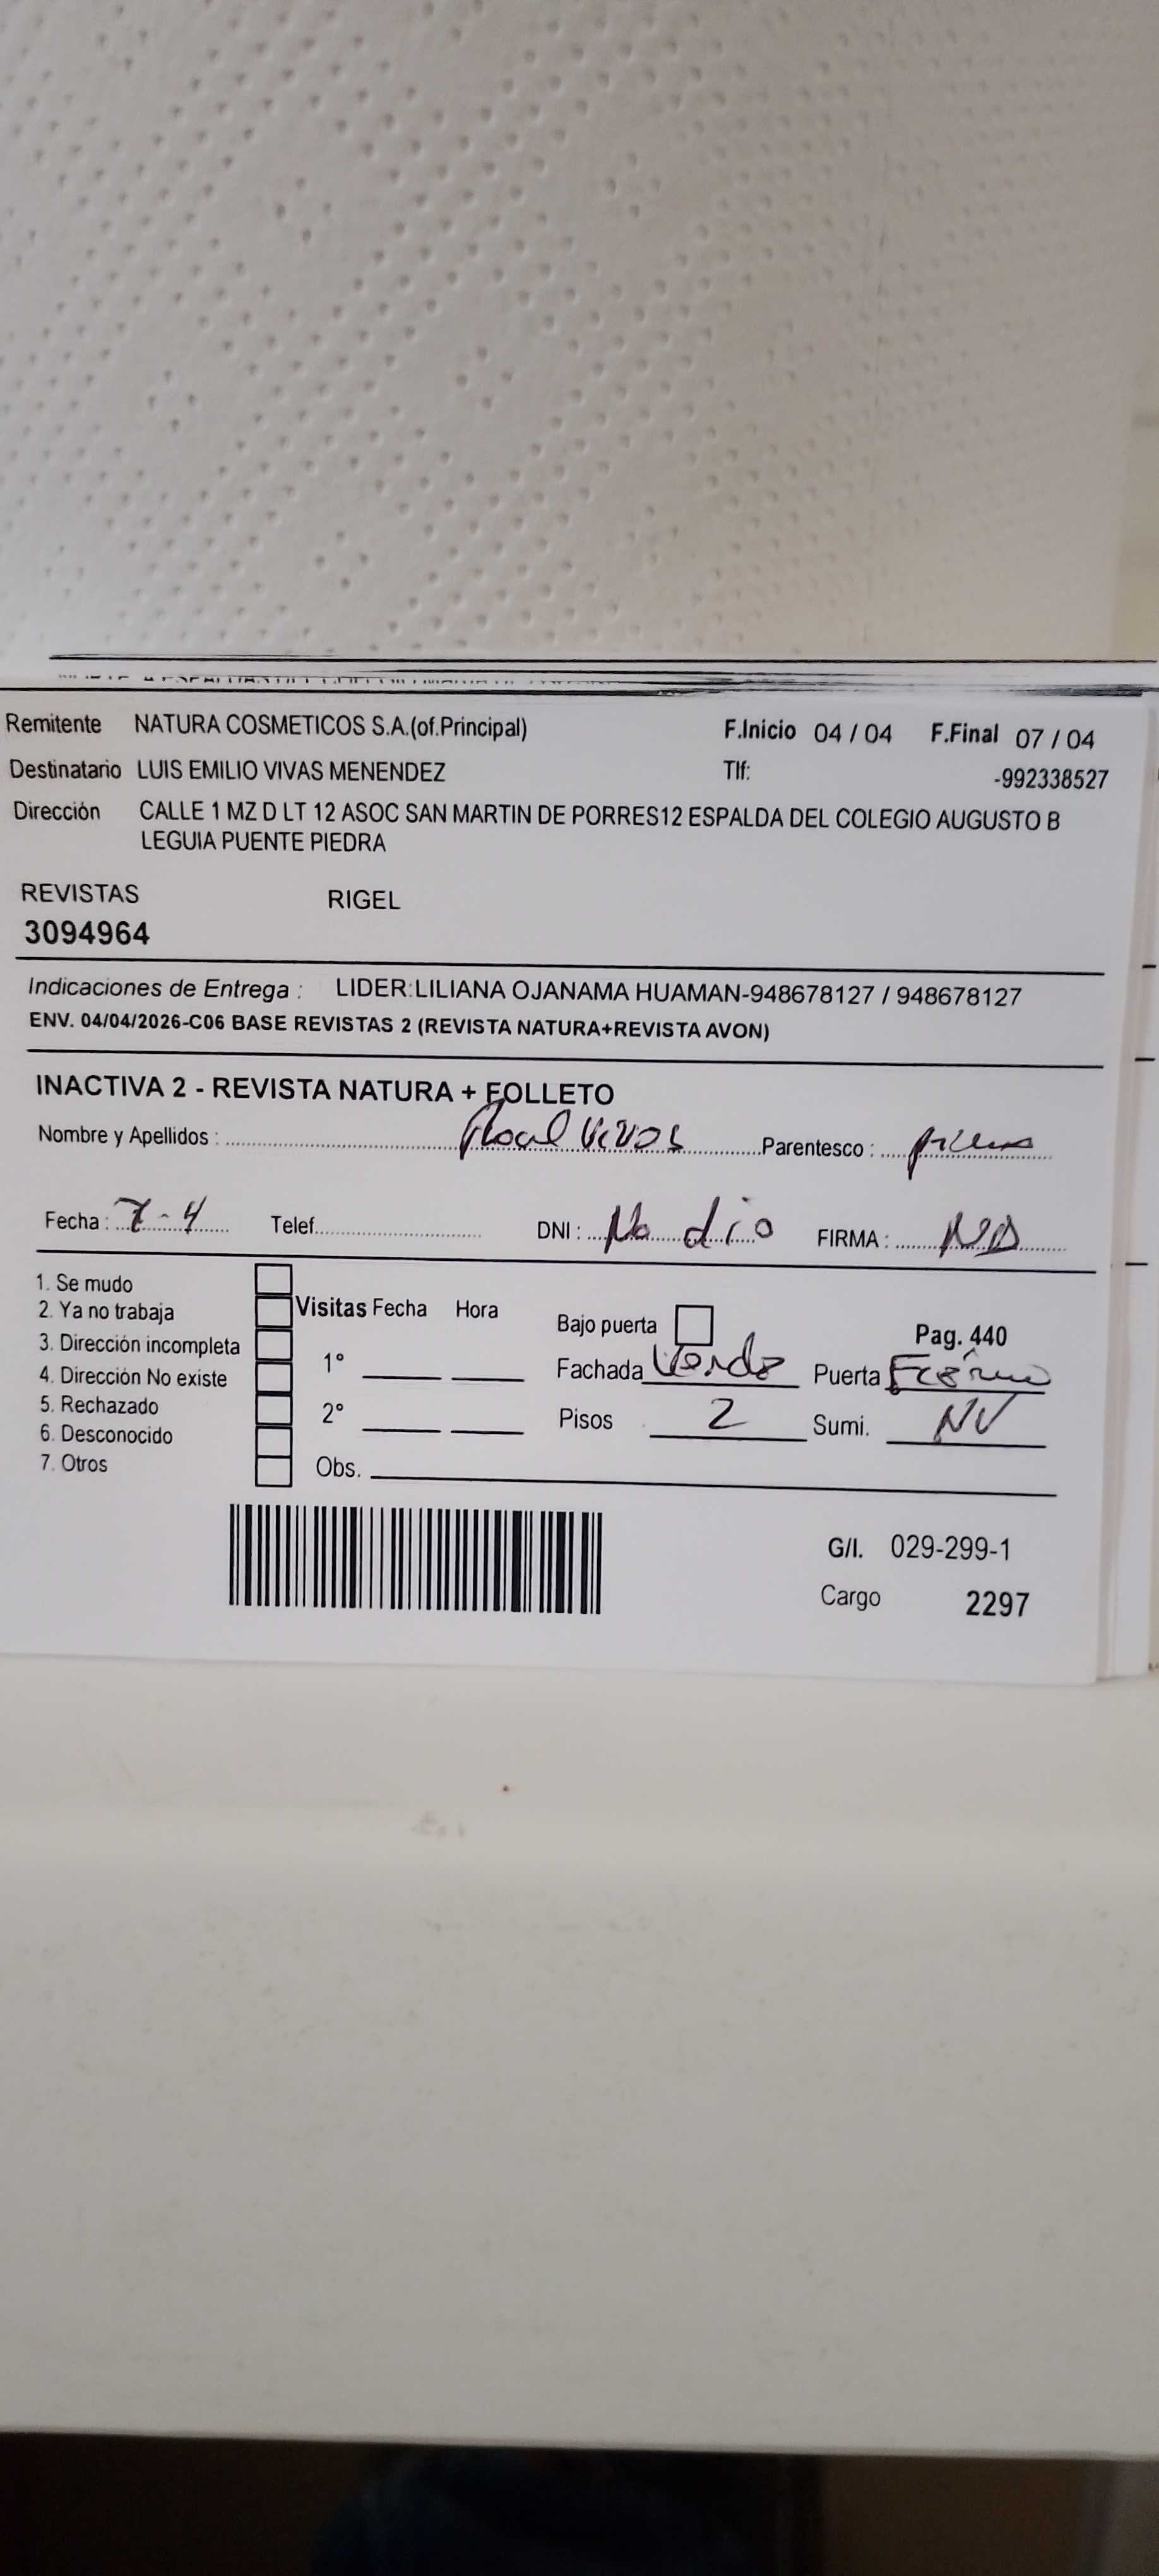 Remitente NATURA COSMETICOS S.A.(of.Principal) F.Inicio 04 / 04 F.Final 07 / 04
Destinatario LUIS EMILIO VIVAS MENENDEZ Tlf: -992338527
Dirección CALLE 1 MZ D LT 12 ASOC SAN MARTIN DE PORRES12 ESPALDA DEL COLEGIO AUGUSTO B
LEGUIA PUENTE PIEDRA
REVISTAS RIGEL
3094964
Indicaciones de Entrega : LIDER:LILIANA OJANAMA HUAMAN-948678127 / 948678127
ENV. 04/04/2026-C06 BASE REVISTAS 2 (REVISTA NATURA+REVISTA AVON)
INACTIVA 2 - REVISTA NATURA + FOLLETO
Nombre y Apellidos : Vivas Parentesco :
Fecha : 7-4 Telef. DNI : No dio FIRMA : ND
1. Se mudo
2. Ya no trabaja Visitas Fecha Hora Bajo puerta Pag. 440
3. Dirección incompleta
4. Dirección No existe 1° Fachada Verde Puerta
5. Rechazado 2° Pisos 2 Sumi. NV
6. Desconocido
7. Otros Obs.
G/I. 029-299-1
Cargo 2297